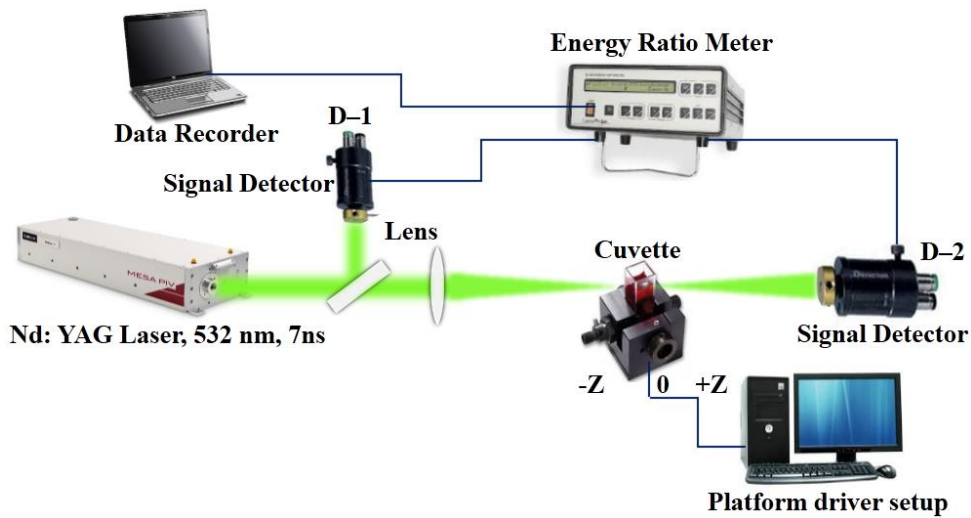 Energy Ratio Meter
Data Recorder
D–1
Signal Detector
Lens
Cuvette
D–2
MESA PIV
Nd: YAG Laser, 532 nm, 7ns
Signal Detector
-Z 0 +Z
Platform driver setup